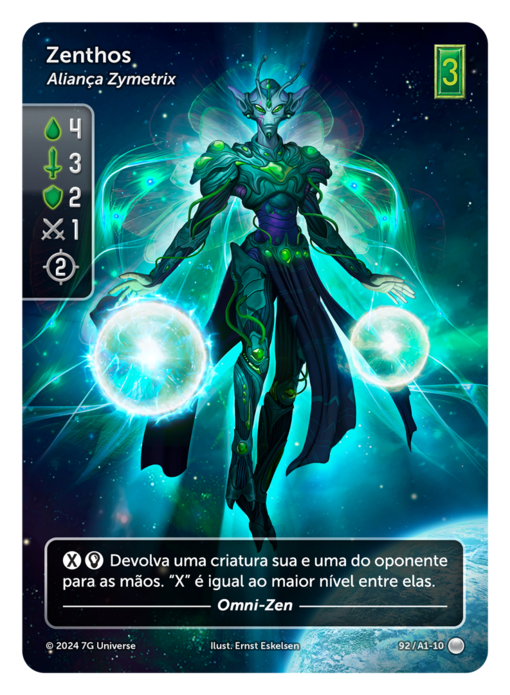 Zenthos
Aliança Zymetrix
3
4
3
2
1
2
X Devolva uma criatura sua e uma do oponente
para as mãos. “X” é igual ao maior nível entre elas.
Omni-Zen
© 2024 7G Universe
Ilust. Ernst Eskelsen
92 / A1-10